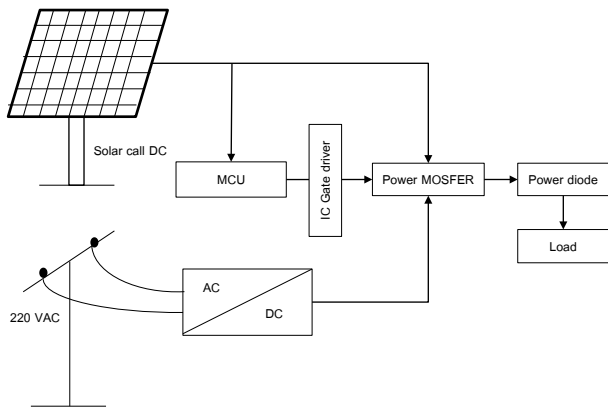 Solar call DC
MCU
IC Gate driver
Power MOSFER
Power diode
Load
220 VAC
AC
DC